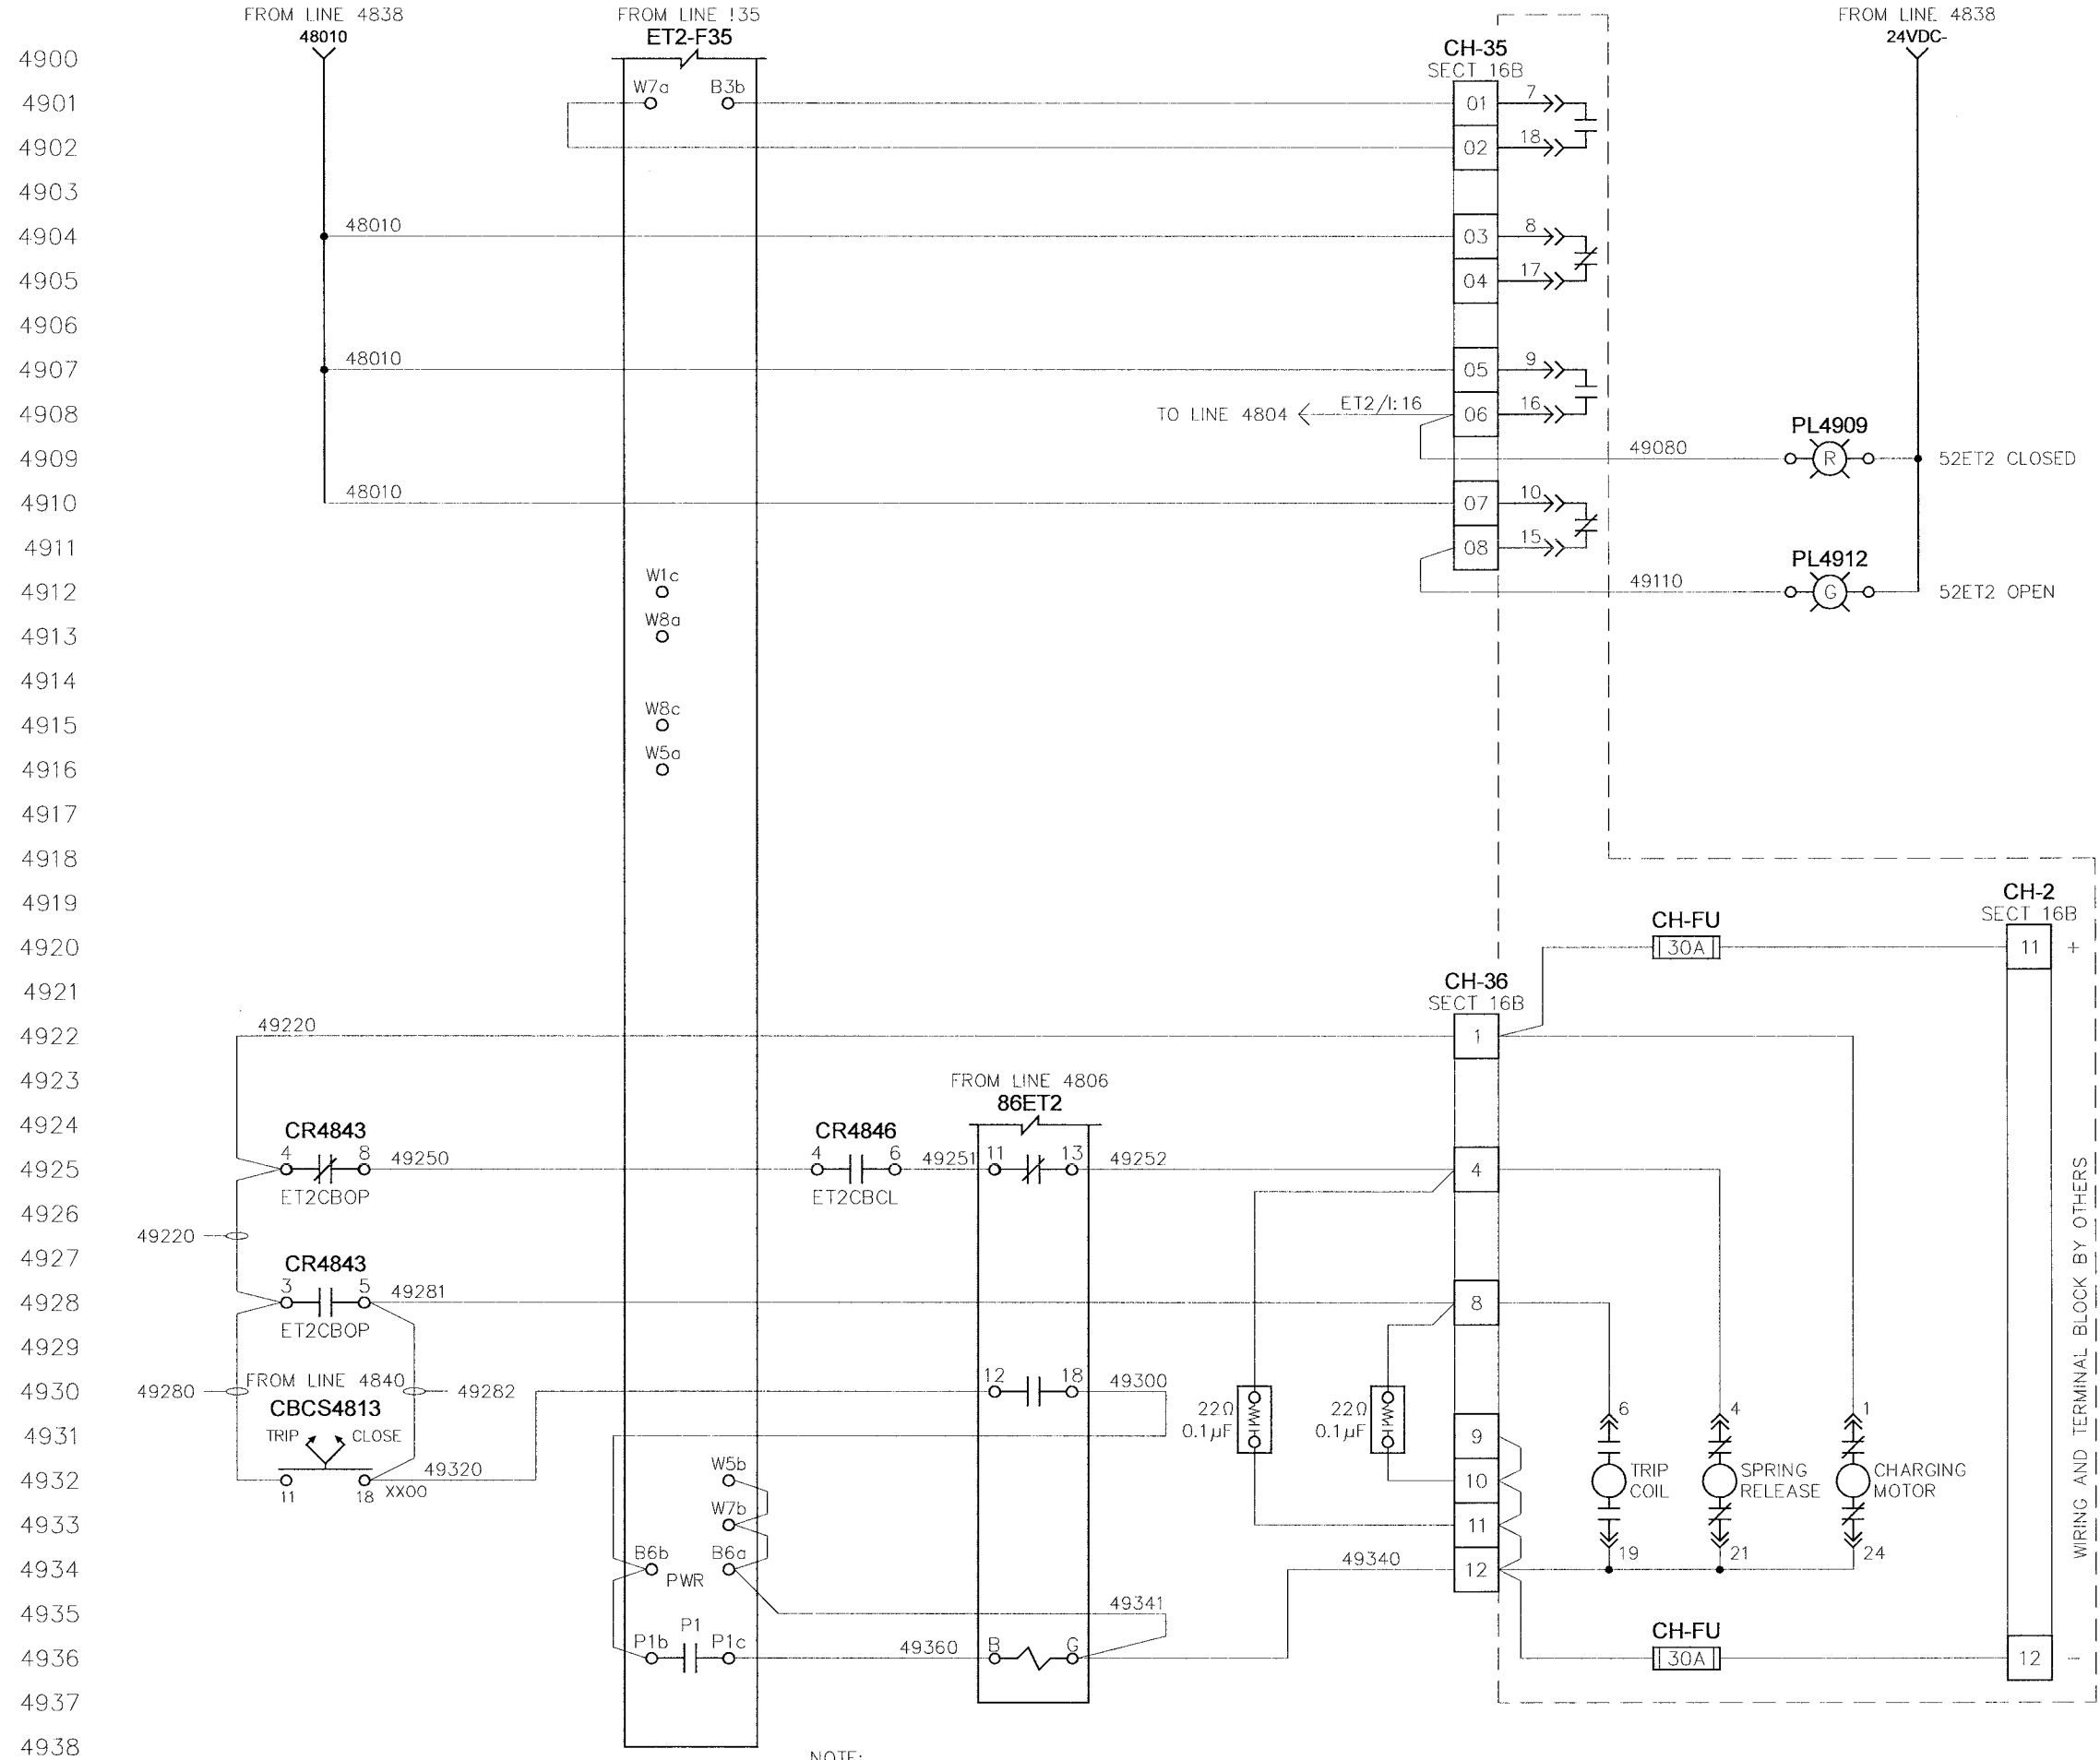 FROM LINE 4838
48010
FROM LINE !35
ET2-F35
FROM LINE 4838
24VDC-
4900
CH-35
SECT 16B
4901
W7a B3b 01 7
4902
02 18
4903
4904
48010 03 8
4905
04 17
4906
4907
48010 05 9
4908
TO LINE 4804 ET2/I:16 06 16
4909
49080 PL4909 R 52ET2 CLOSED
4910
48010 07 10
4911
08 15
4912
W1c 49110 PL4912 G 52ET2 OPEN
4913
W8a
4914
4915
W8c
4916
W5a
4917
4918
4919
CH-2
SECT 16B
4920
CH-FU
30A 11 +
4921
CH-36
SECT 16B
4922
49220 1
4923
FROM LINE 4806
86ET2
4924
CR4843 CR4846
4925
4 8 49250 4 6 49251 11 13 49252 4
ET2CBOP ET2CBCL
4926
49220
4927
CR4843
4928
3 5 49281 8
ET2CBOP
4929
4930
49280 FROM LINE 4840 49282 12 18 49300
CBCS4813
22Ω
0.1µF
22Ω
0.1µF
6 4 1
4931
TRIP CLOSE 9
4932
11 18 XX00 49320 W5b 10
TRIP
COIL
SPRING
RELEASE
CHARGING
MOTOR
4933
W7b 11
4934
B6b PWR B6a 49340 12 19 21 24
4935
49341
4936
P1b P1 P1c 49360 B G
CH-FU
30A 12 -
4937
4938
WIRING AND TERMINAL BLOCK BY OTHERS
NOTE: